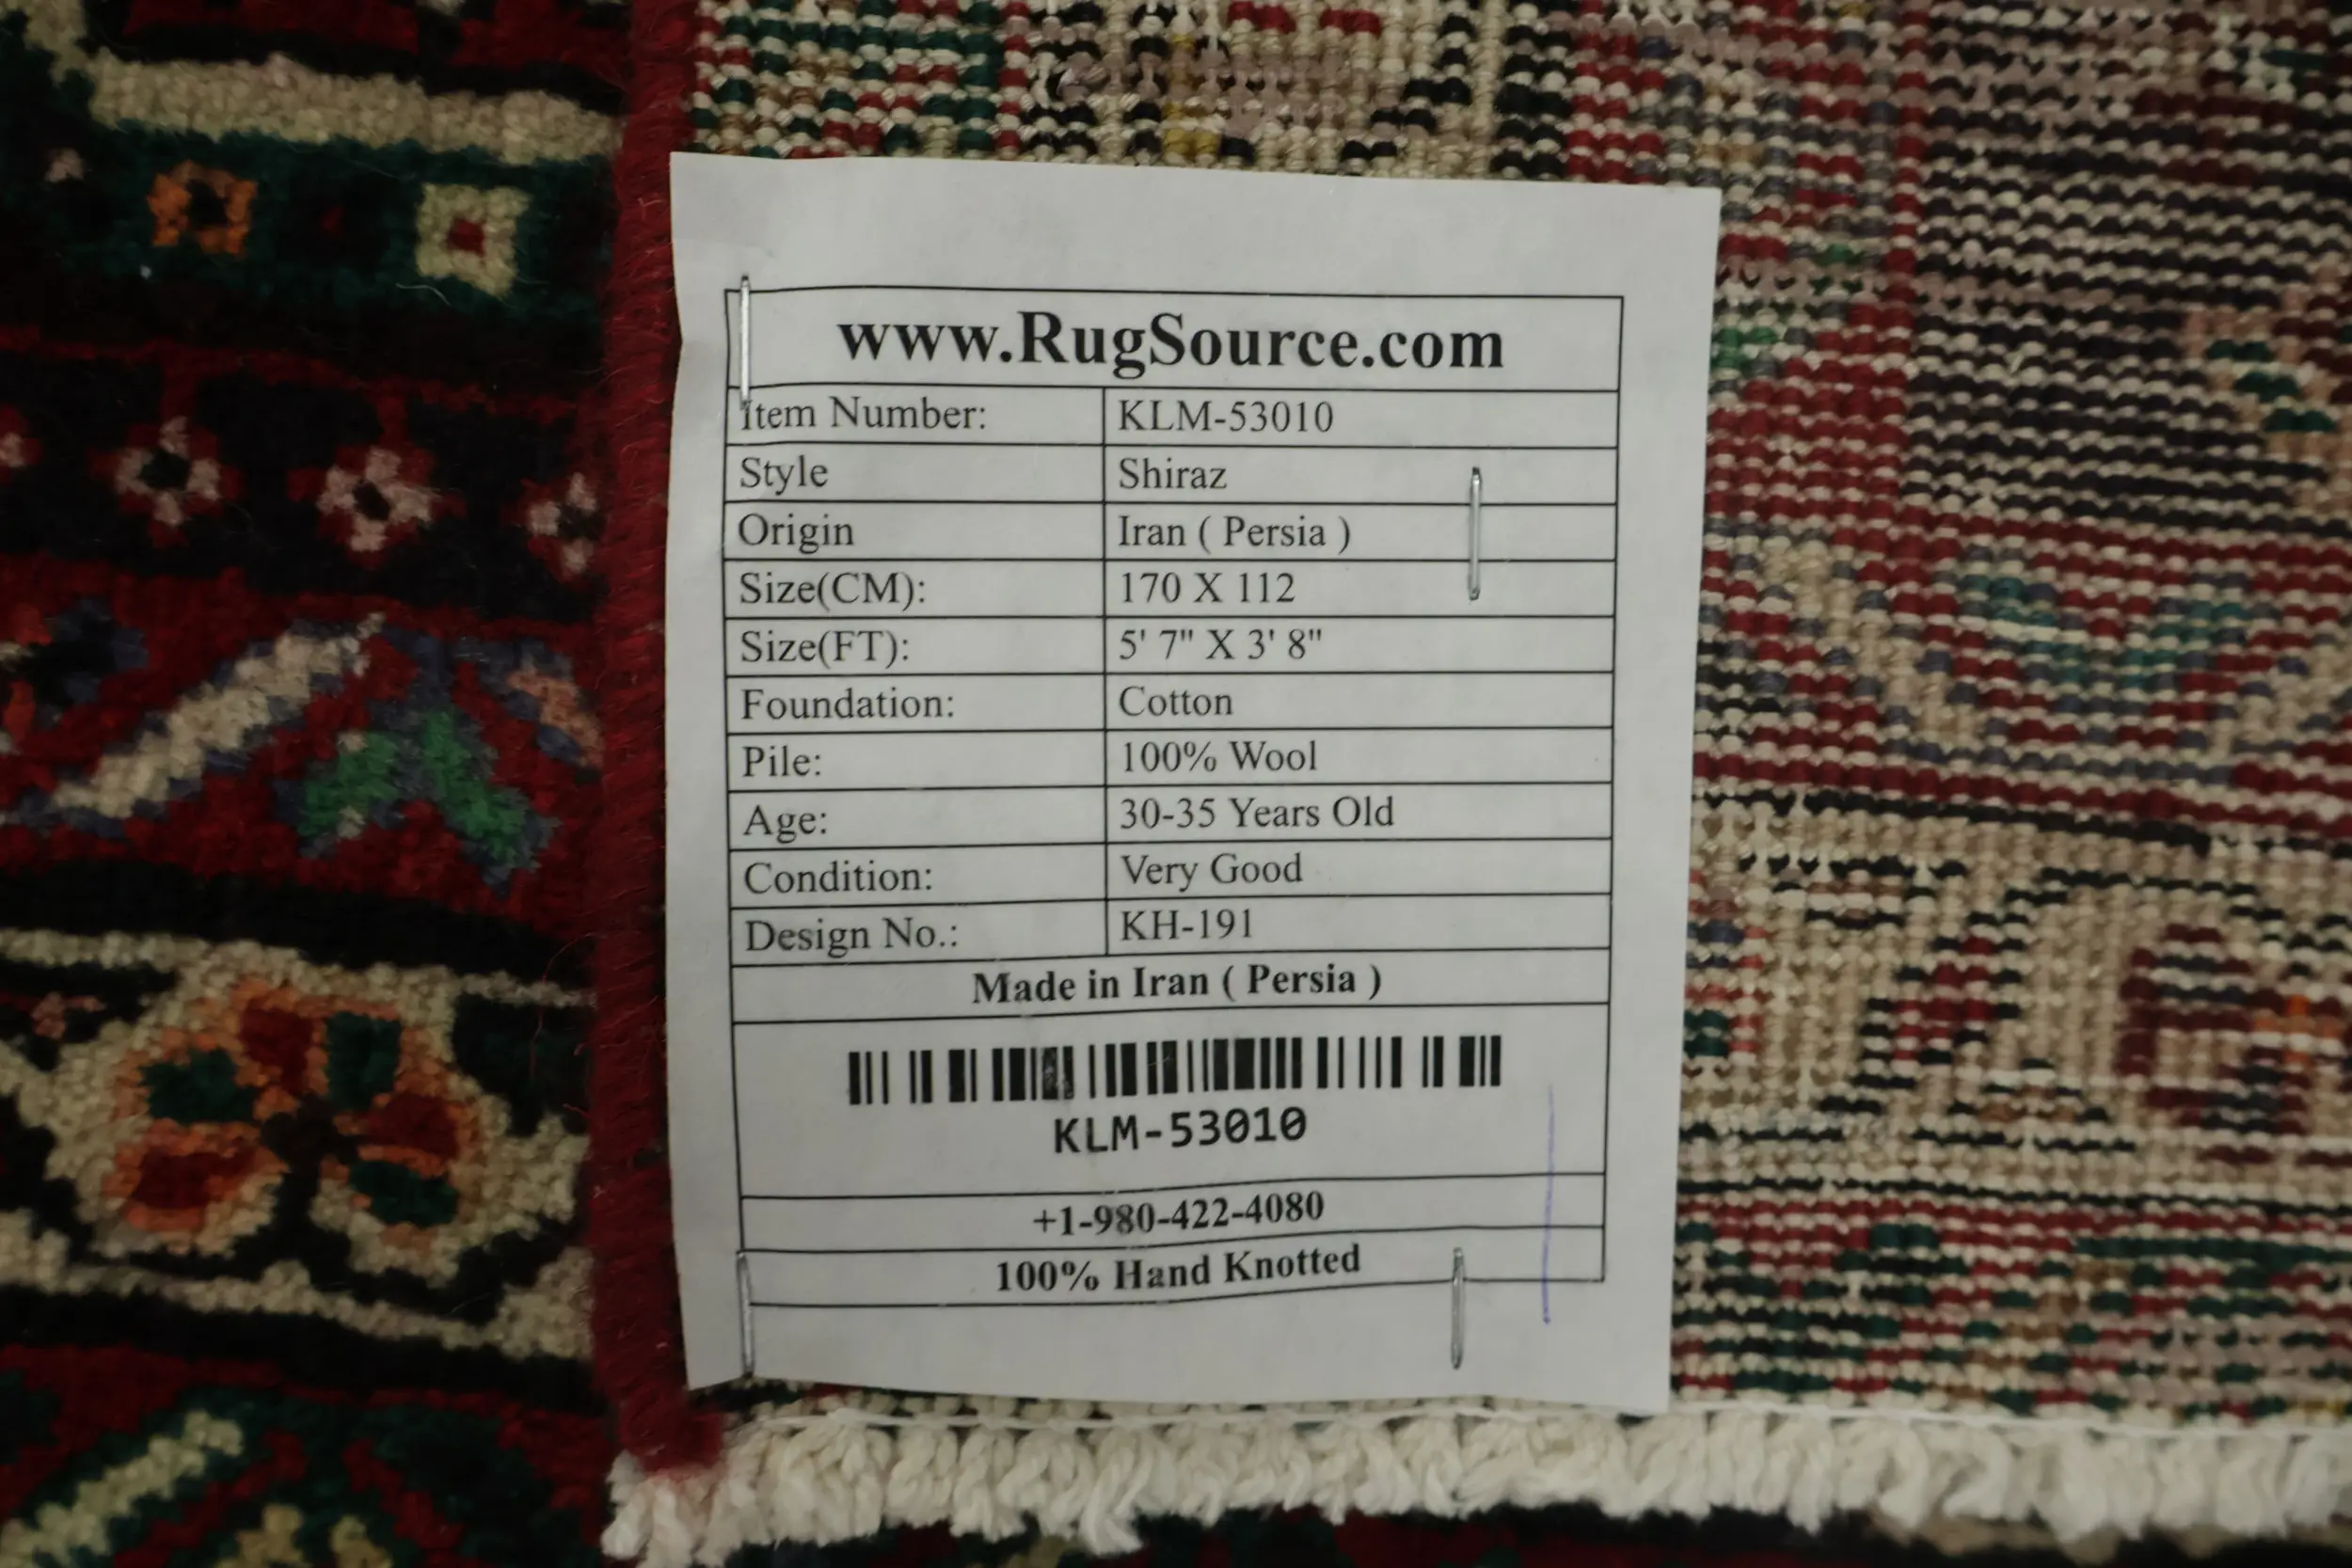 www.RugSource.com
Item Number: KLM-53010
Style Shiraz
Origin Iran ( Persia )
Size(CM): 170 X 112
Size(FT): 5' 7" X 3' 8"
Foundation: Cotton
Pile: 100% Wool
Age: 30-35 Years Old
Condition: Very Good
Design No.: KH-191
Made in Iran ( Persia )
KLM-53010
+1-980-422-4080
100% Hand Knotted